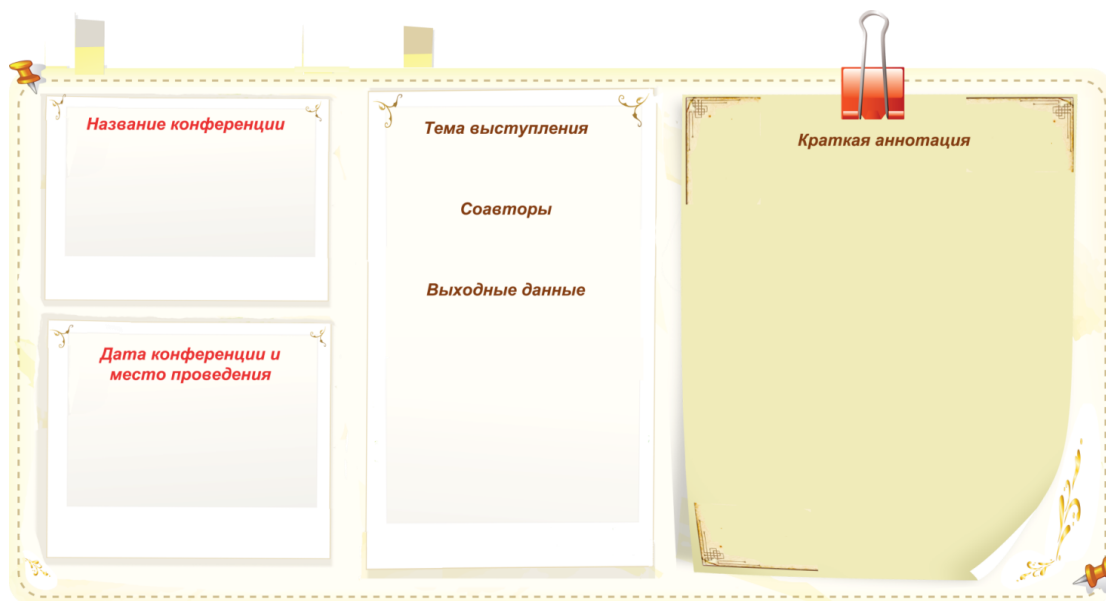 Название конференции
Дата конференции и
место проведения
Тема выступления
Соавторы
Выходные данные
Краткая аннотация